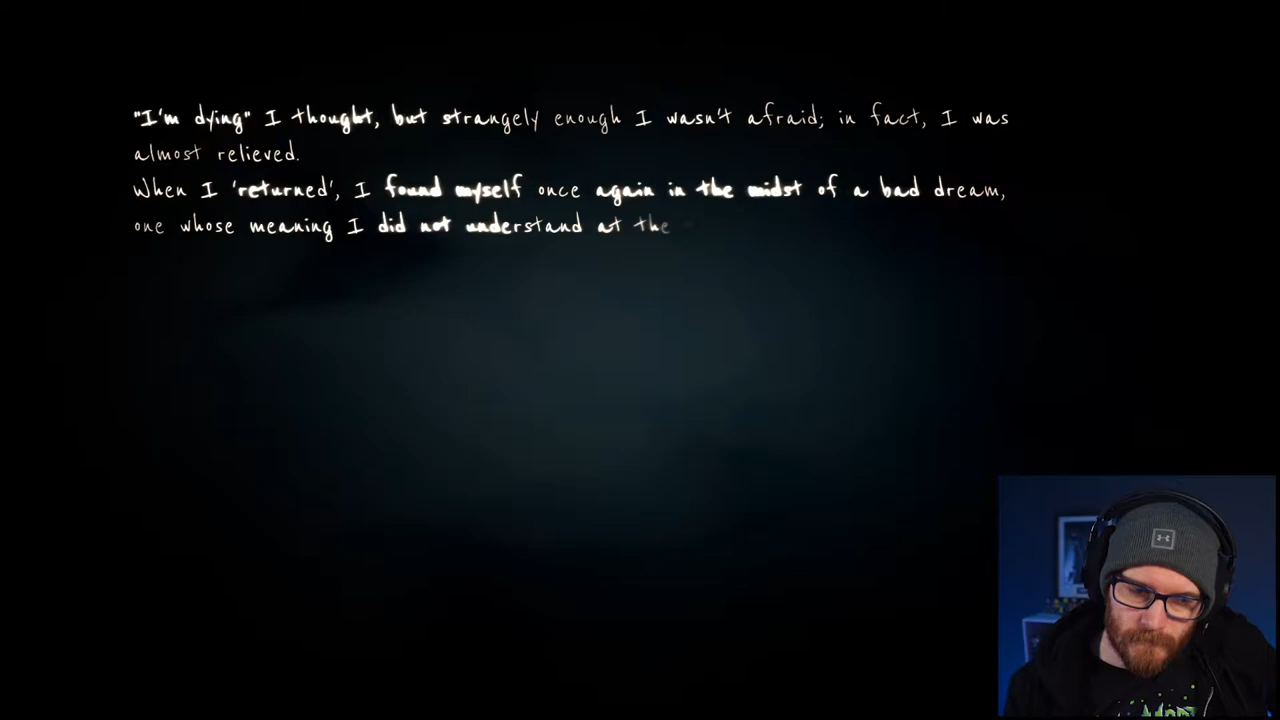 "I'm dying" I thought, but strangely enough I wasn't afraid; in fact, I was
almost relieved.
When I 'returned', I found myself once again in the midst of a bad dream,
one whose meaning I did not understand at the